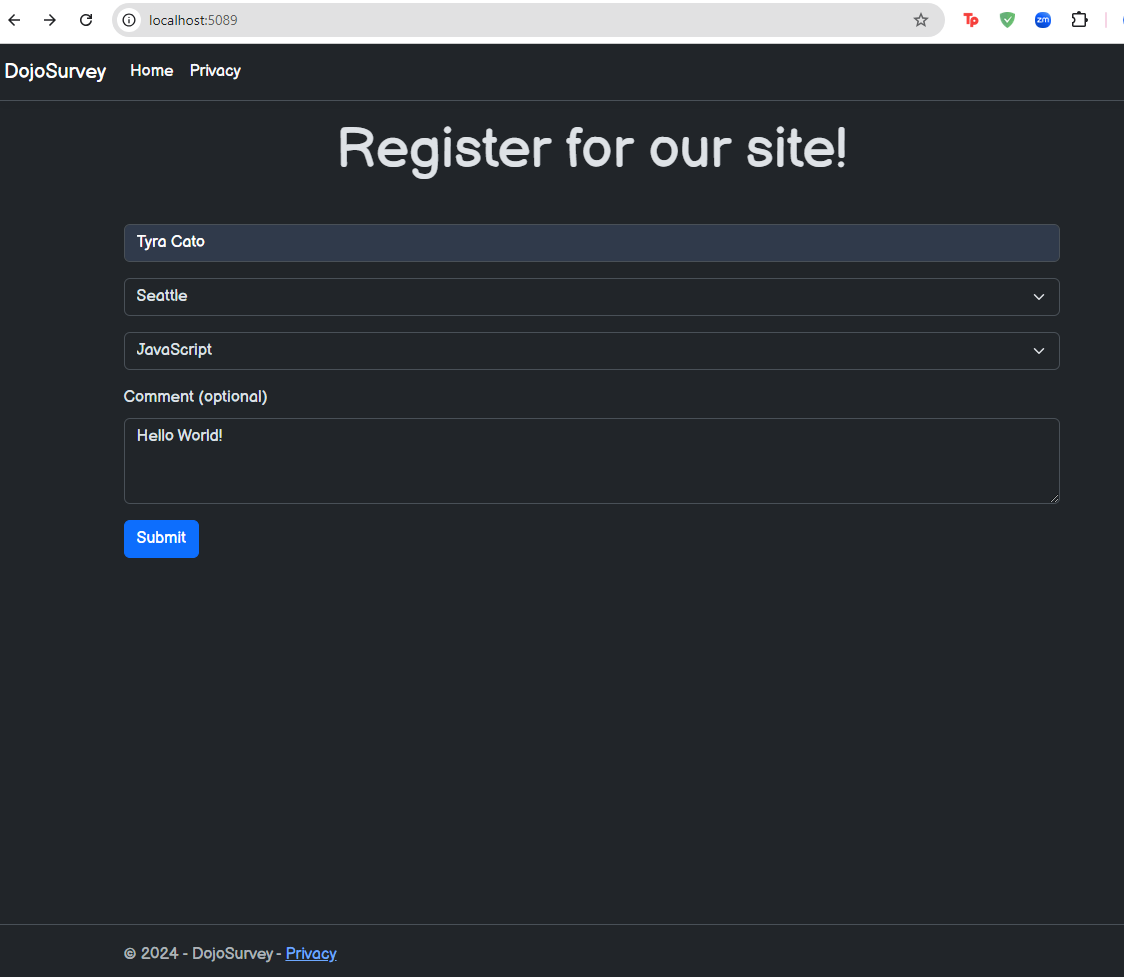 localhost:5089
Tp
zm
DojoSurvey Home Privacy
Register for our site!
Tyra Cato
Seattle
JavaScript
Comment (optional)
Hello World!
Submit
© 2024 - DojoSurvey - Privacy